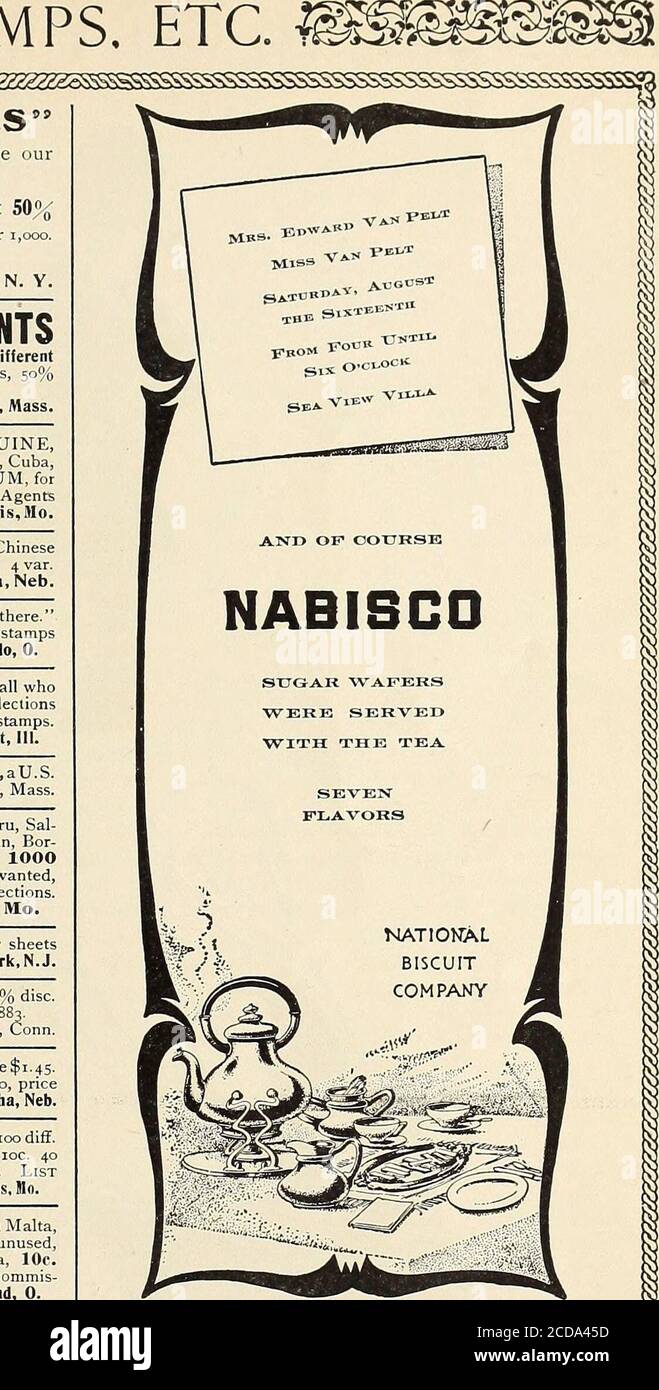 MPS. ETC.
S"
e our
50%
r 1,000.
N. Y.
NTS
ifferent
s, 50%
, Mass.
UINE,
, Cuba,
UM, for
Agents
is, Mo.
Chinese
4 var.
a, Neb.
there."
stamps
do, O.
all who
lections
stamps.
t, Ill.
, a U.S.
, Mass.
ru, Sal-
n, Bor-
1000
wanted,
ections.
Mo.
sheets
rk, N.J.
% disc.
883.
, Conn.
e $1.45.
o, price
ha, Neb.
100 diff.
10c. 40
LIST
s, Mo.
Malta,
unused,
a, 10c.
ommis-
nd, O.
MRS. EDWARD VAN PELT
MISS VAN PELT
SATURDAY, AUGUST
THE SIXTEENTH
FROM FOUR UNTIL
SIX O'CLOCK
SEA VIEW VILLA
AND OF COURSE
NABISCO
SUGAR WAFERS
WERE SERVED
WITH THE TEA
SEVEN
FLAVORS
NATIONAL
BISCUIT
COMPANY
a
alamy
Image ID: 2CDA45D
www.alamy.com